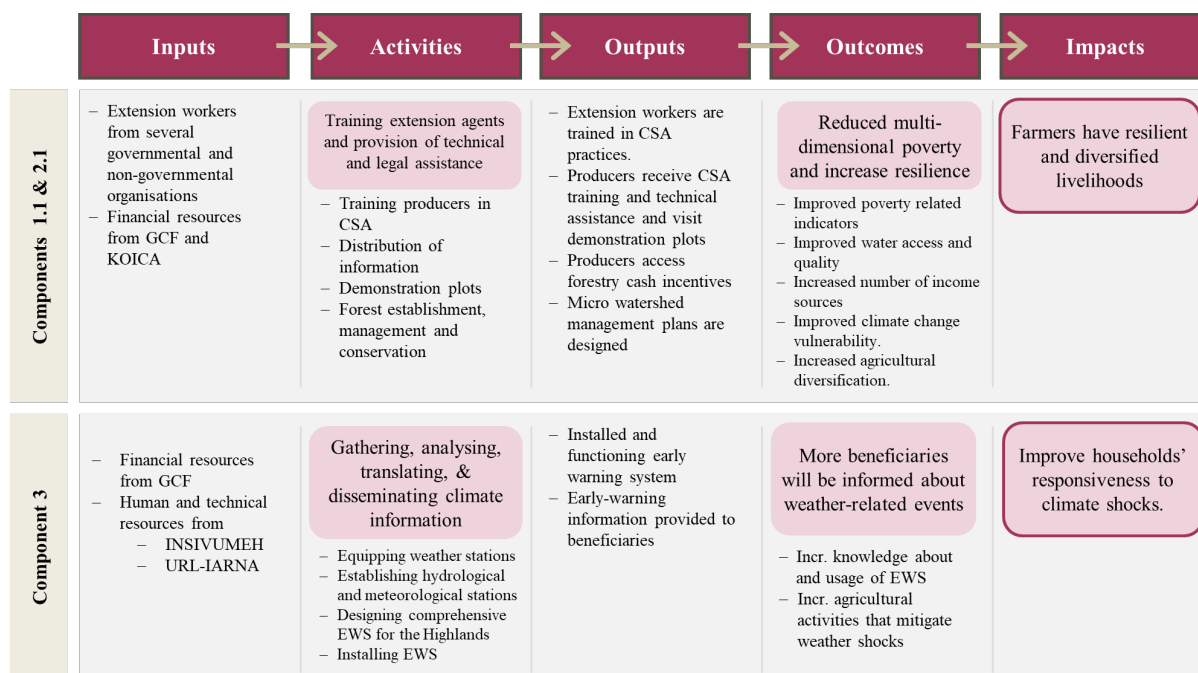 Inputs
Activities
Outputs
Outcomes
Impacts
Components 1.1 & 2.1
– Extension workers
from several
governmental and
non-governmental
organisations
– Financial resources
from GCF and
KOICA
Training extension agents
and provision of technical
and legal assistance
– Training producers in
CSA
– Distribution of
information
– Demonstration plots
– Forest establishment,
management and
conservation
– Extension workers are
trained in CSA
practices.
– Producers receive CSA
training and technical
assistance and visit
demonstration plots
– Producers access
forestry cash incentives
– Micro watershed
management plans are
designed
Reduced multi-
dimensional poverty
and increase resilience
– Improved poverty related
indicators
– Improved water access and
quality
– Increased number of income
sources
– Improved climate change
vulnerability.
– Increased agricultural
diversification.
Farmers have resilient
and diversified
livelihoods
Component 3
– Financial resources
from GCF
– Human and technical
resources from
– INSIVUMEH
– URL-IARNA
Gathering, analysing,
translating, &
disseminating climate
information
– Equipping weather stations
– Establishing hydrological
and meteorological stations
– Designing comprehensive
EWS for the Highlands
– Installing EWS
– Installed and
functioning early
warning system
– Early-warning
information provided to
beneficiaries
More beneficiaries
will be informed about
weather-related events
– Incr. knowledge about
and usage of EWS
– Incr. agricultural
activities that mitigate
weather shocks
Improve households’
responsiveness to
climate shocks.